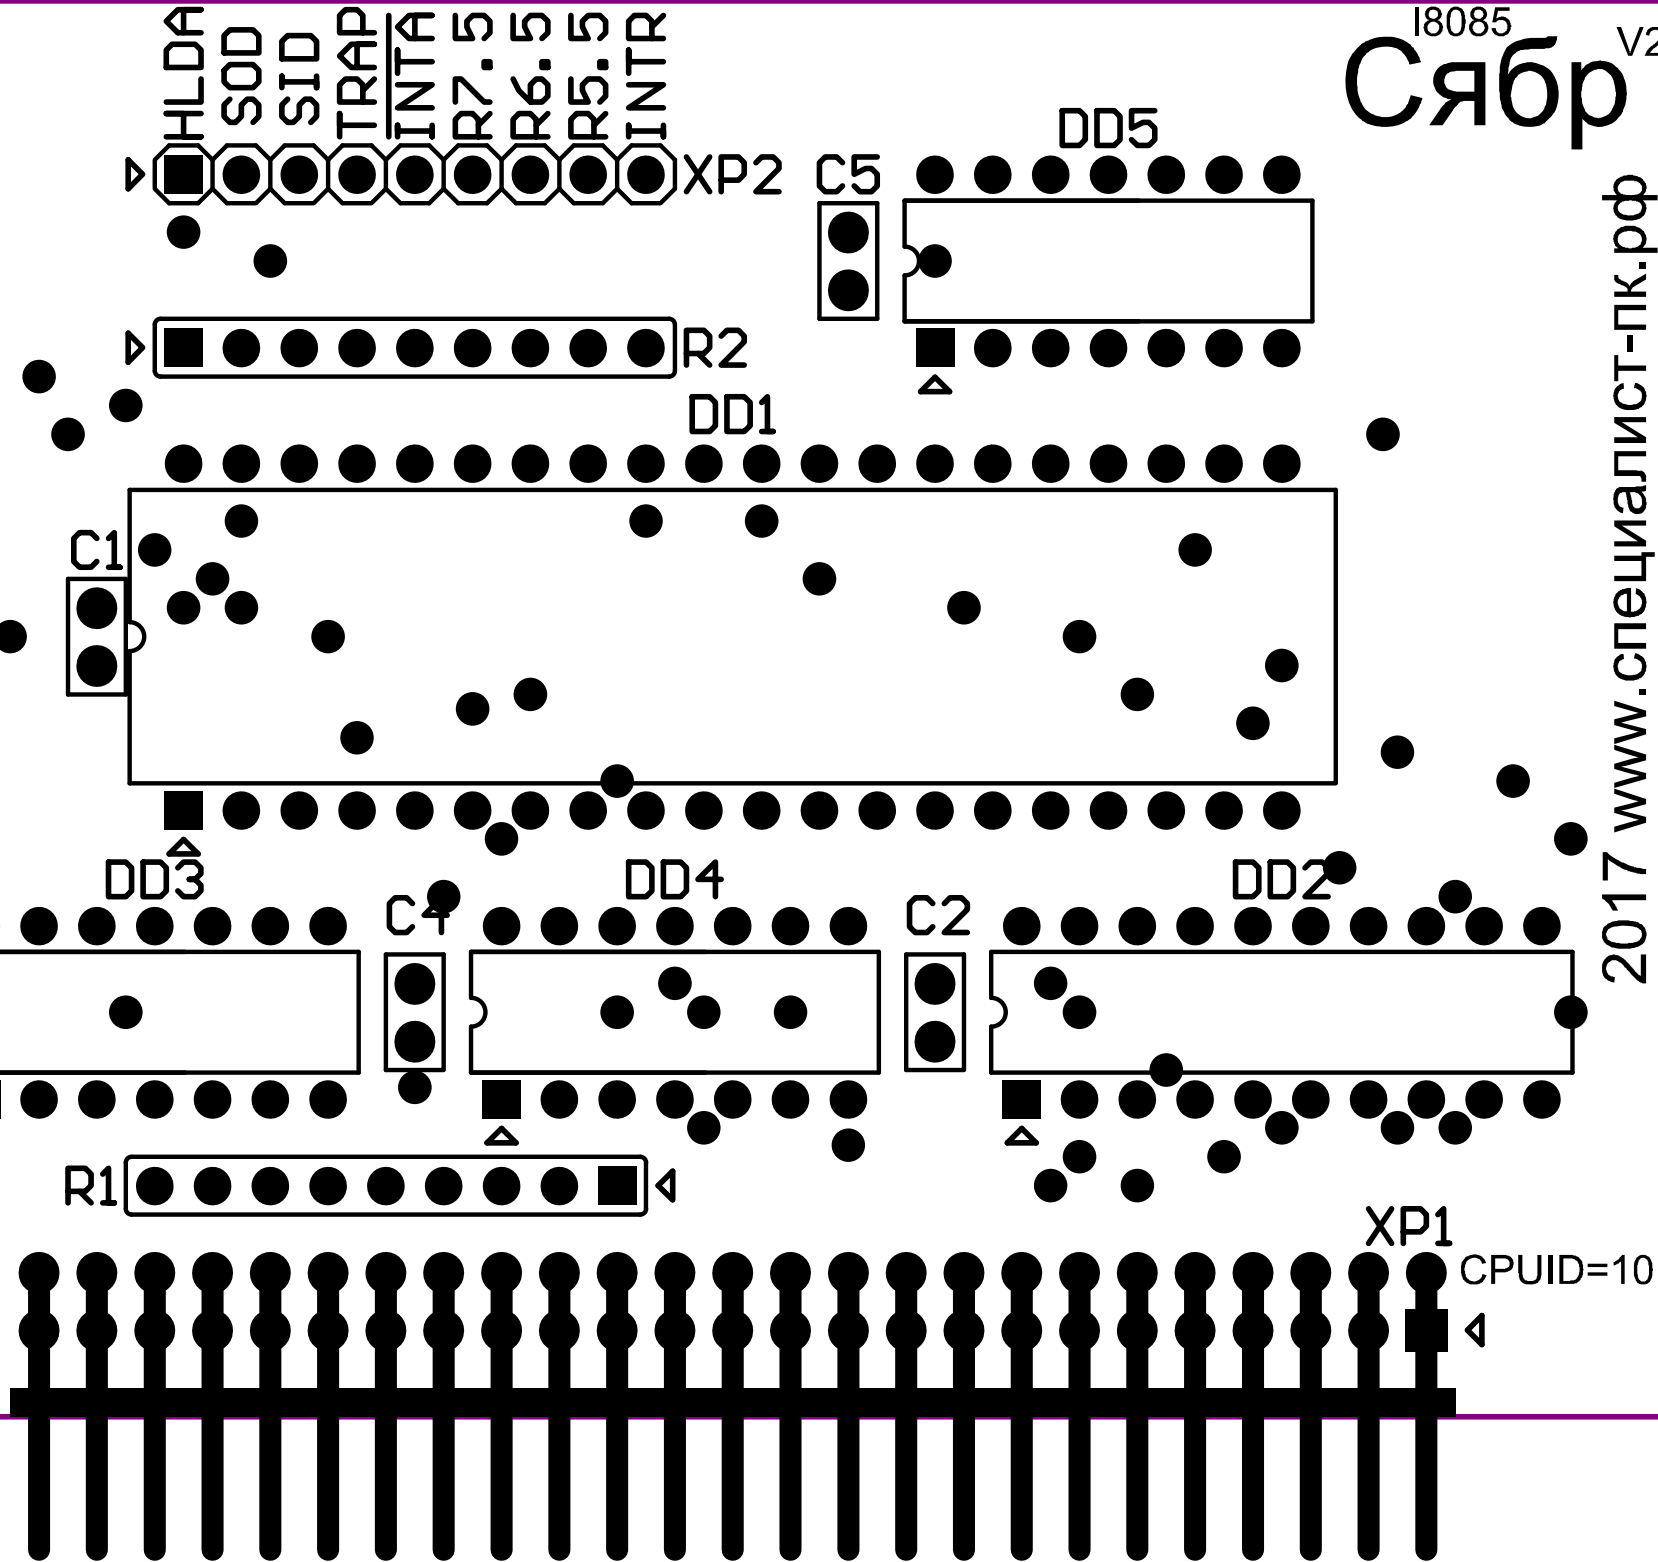 HLDA
SOD
SID
TRAP
INTA
R7.5
R6.5
R5.5
INTR
I8085
Сябр
XP2
C5
DD5
R2
DD1
C1
2017 www.специалист-пк.рф
DD3
C4
DD4
C2
DD2
R1
XP1
CPUID=10